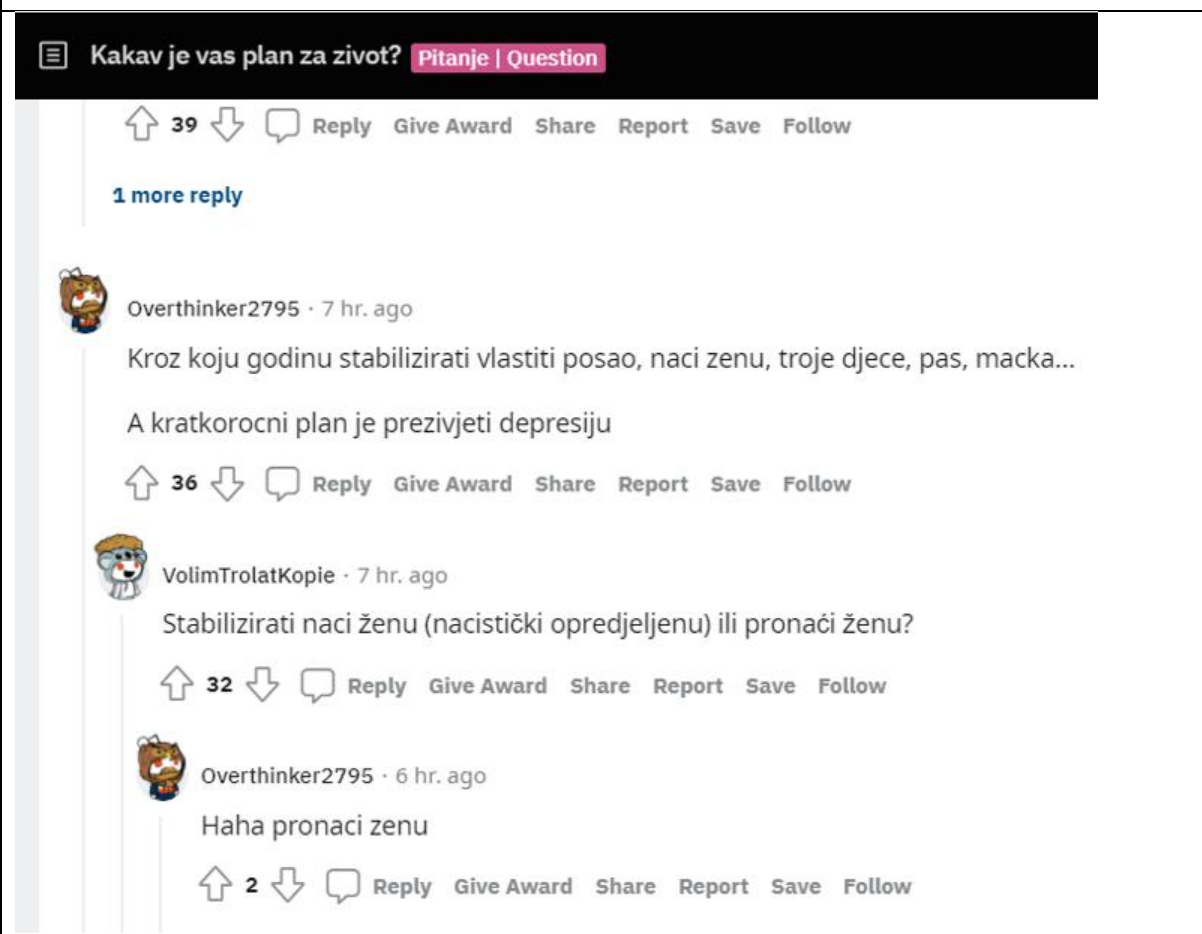 Kakav je vas plan za zivot? Pitanje | Question
39 Reply Give Award Share Report Save Follow
1 more reply
Overthinker2795 · 7 hr. ago
Kroz koju godinu stabilizirati vlastiti posao, naci zenu, troje djece, pas, macka...
A kratkorocni plan je prezivjeti depresiju
36 Reply Give Award Share Report Save Follow
VolimTrolatKopie · 7 hr. ago
Stabilizirati naci ženu (nacistički opredjeljenu) ili pronaći ženu?
32 Reply Give Award Share Report Save Follow
Overthinker2795 · 6 hr. ago
Haha pronaci zenu
2 Reply Give Award Share Report Save Follow